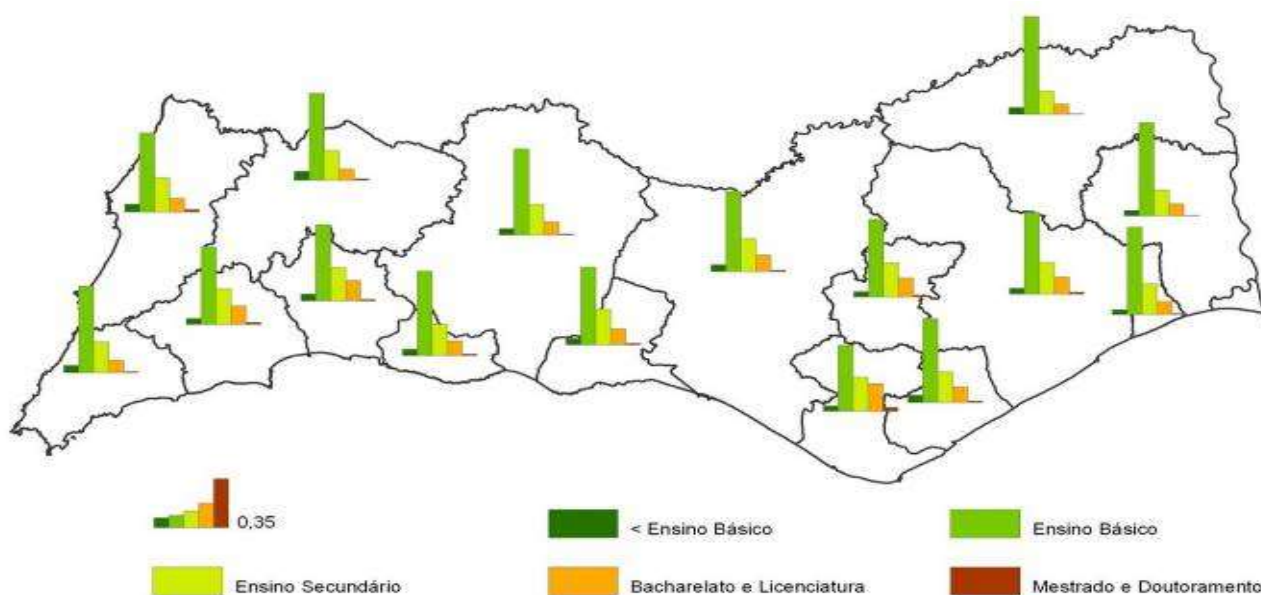 0,35
< Ensino Básico
Ensino Básico
Ensino Secundário
Bacharelato e Licenciatura
Mestrado e Doutoramento